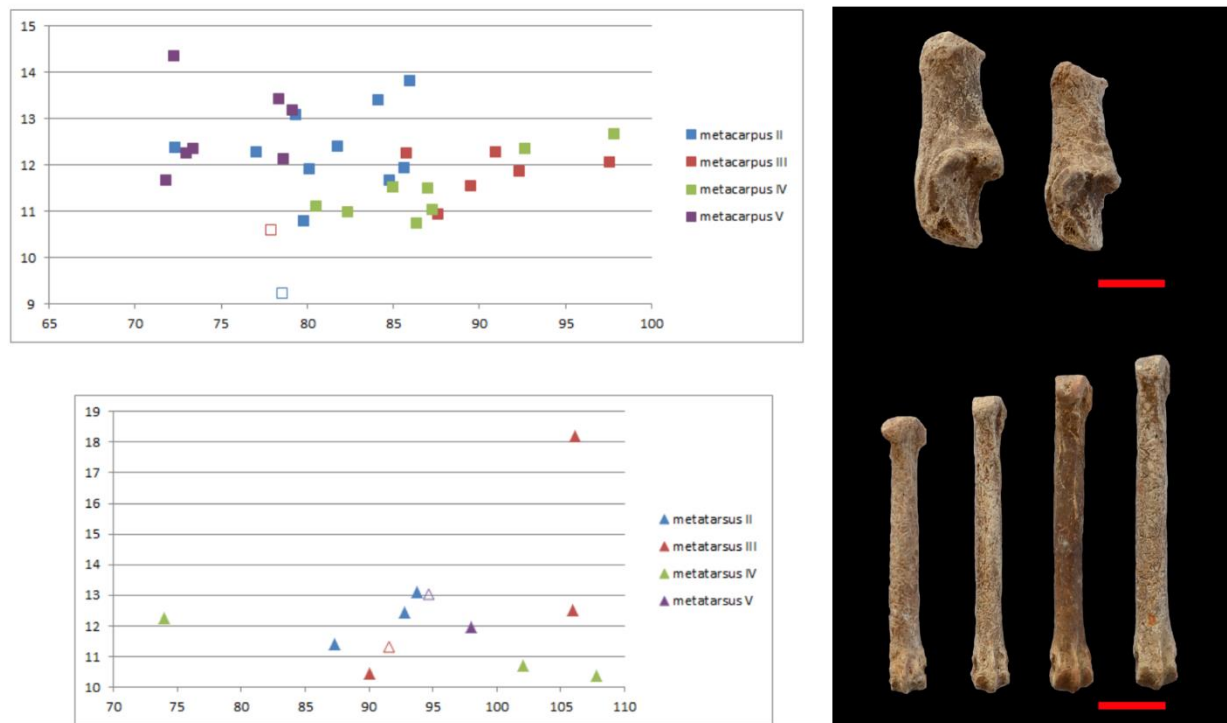 15
14
13
12
11
10
9
65 70 75 80 85 90 95 100
metacarpus II
metacarpus III
metacarpus IV
metacarpus V
19
18
17
16
15
14
13
12
11
10
70 75 80 85 90 95 100 105 110
metatarsus II
metatarsus III
metatarsus IV
metatarsus V